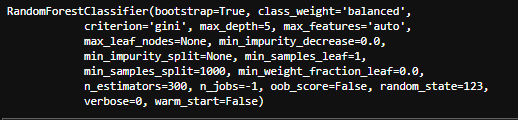 RandomForestClassifier(bootstrap=True, class_weight='balanced',
criterion='gini', max_depth=5, max_features='auto',
max_leaf_nodes=None, min_impurity_decrease=0.0,
min_impurity_split=None, min_samples_leaf=1,
min_samples_split=1000, min_weight_fraction_leaf=0.0,
n_estimators=300, n_jobs=-1, oob_score=False, random_state=123,
verbose=0, warm_start=False)